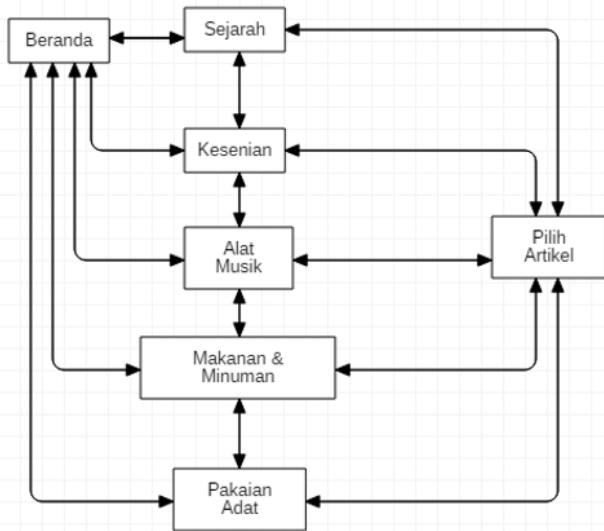 Beranda
Sejarah
Kesenian
Alat
Musik
Pilih
Artikel
Makanan &
Minuman
Pakaian
Adat